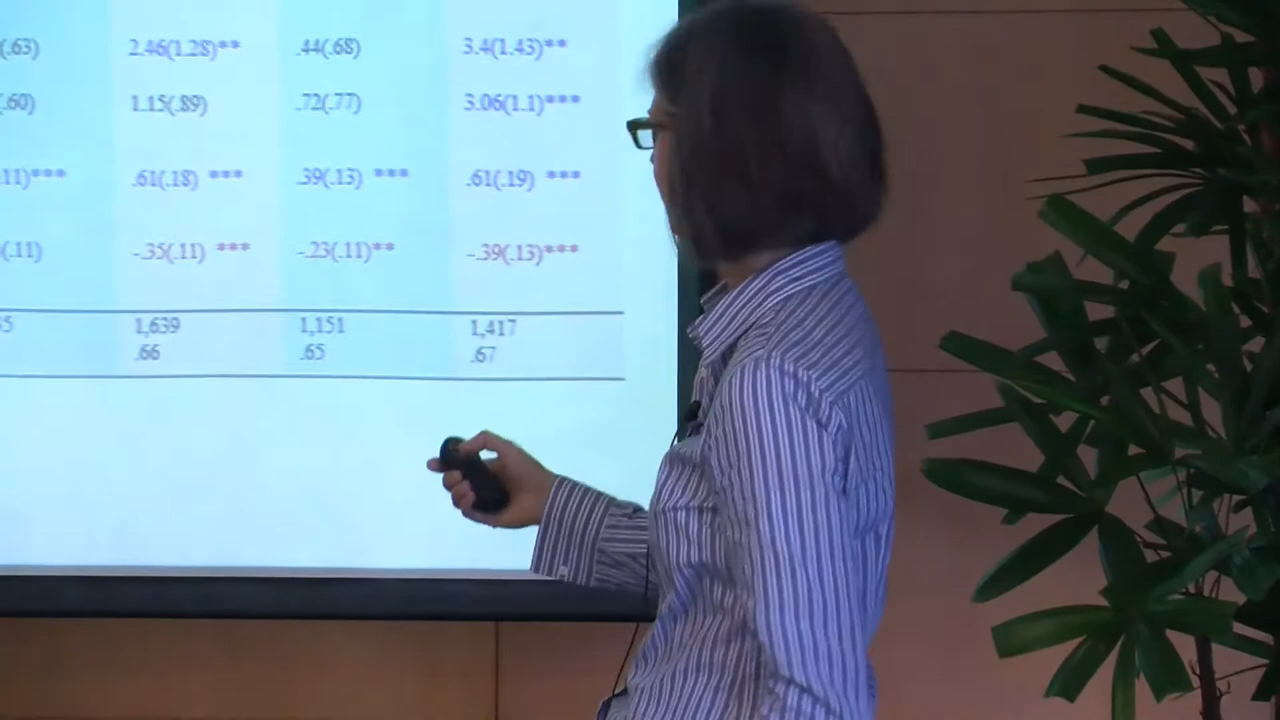 (.63) 2.46(1.28)** .44(.68) 3.4(1.43)**
.60) 1.15(.89) .72(.77) 3.06(1.1)***
11)*** .61(.18) *** .39(.13) *** .61(.19) ***
(.11) -.35(.11) *** -.23(.11)** -.39(.13)***
5 1,639 1,151 1,417
.66 .65 .67